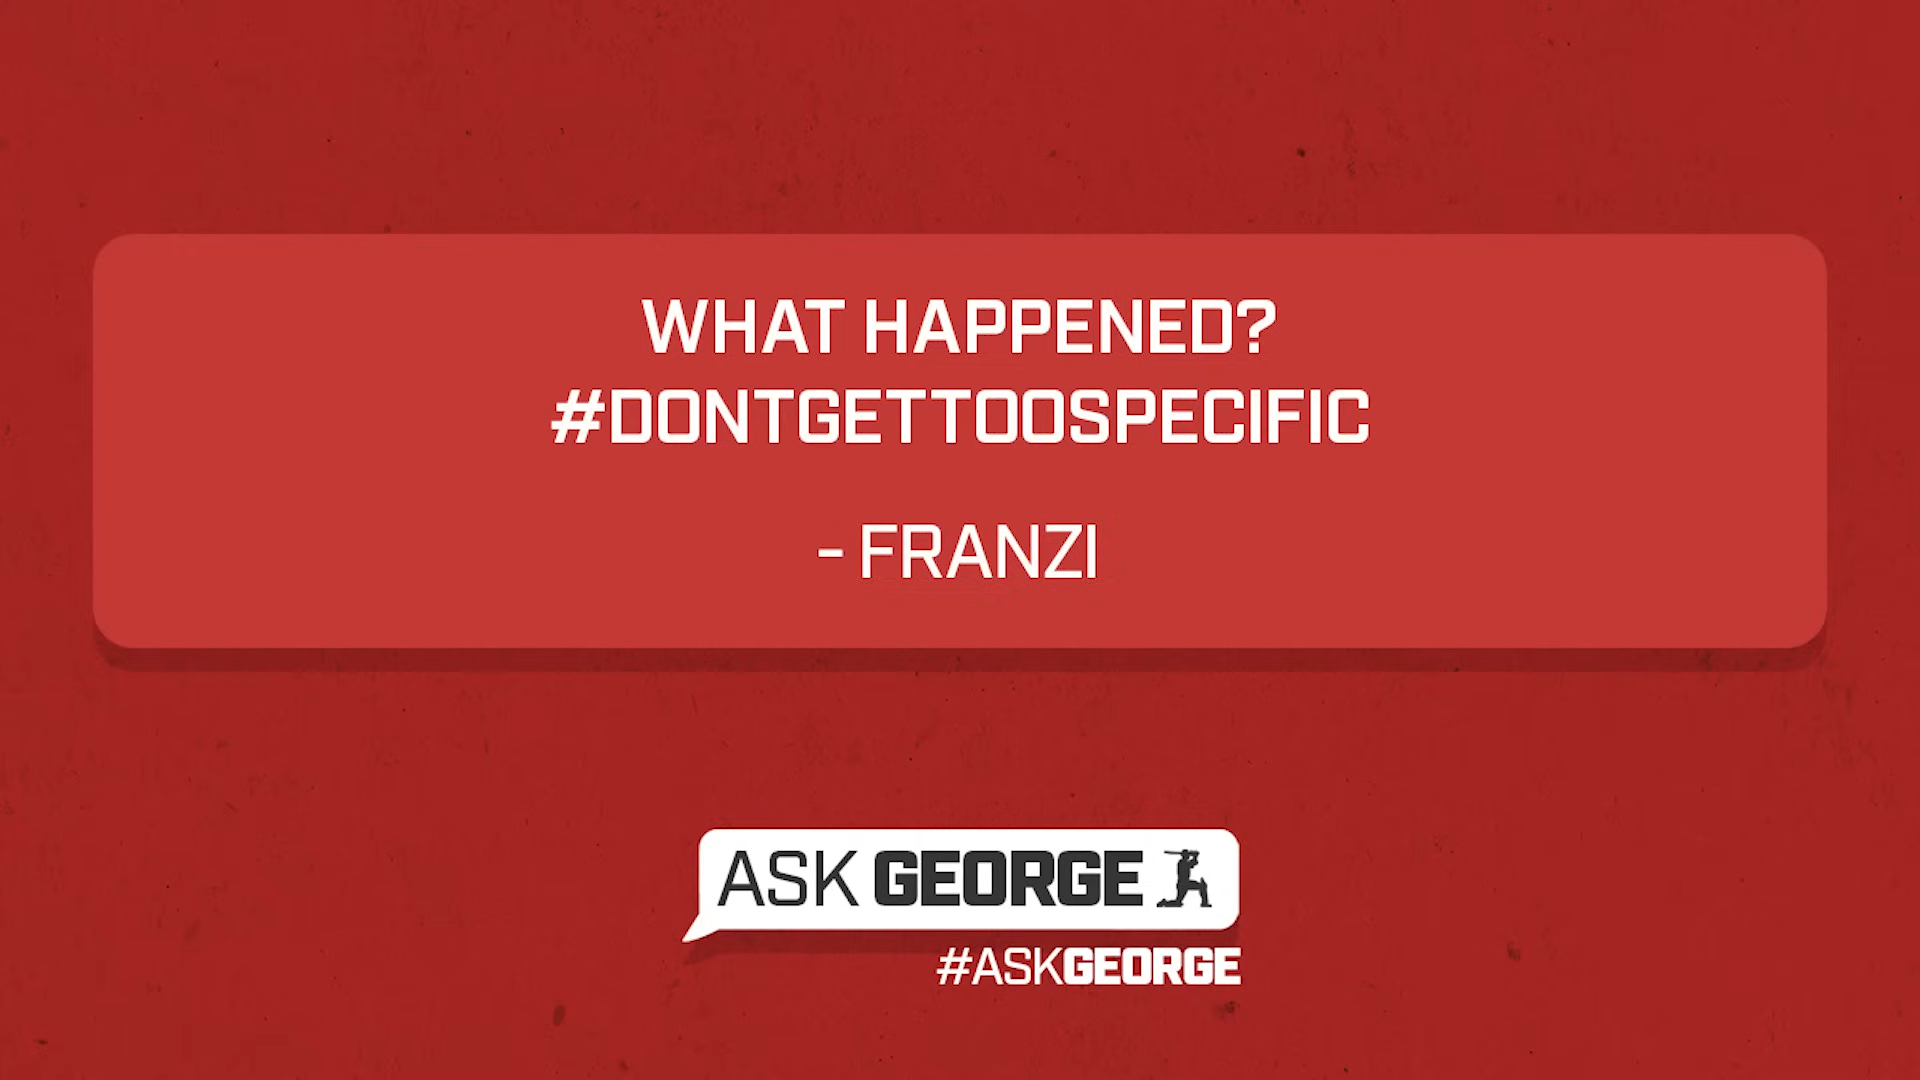 WHAT HAPPENED?
#DONTGETTOOSPECIFIC
- FRANZI
ASK GEORGE
#ASKGEORGE